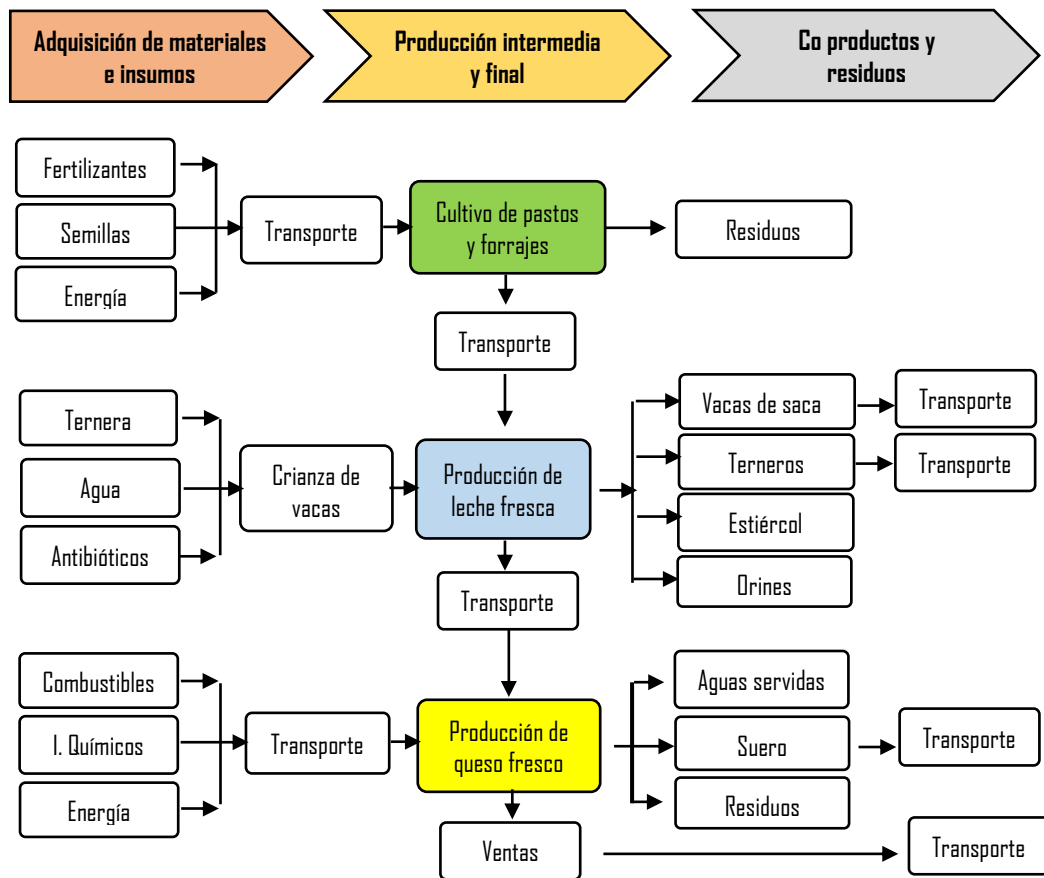 Adquisición de materiales
e insumos
Producción intermedia
y final
Co productos y
residuos
Fertilizantes
Semillas
Energía
Transporte
Cultivo de pastos
y forrajes
Residuos
Transporte
Ternera
Agua
Antibióticos
Crianza de
vacas
Producción de
leche fresca
Vacas de saca
Transporte
Terneros
Transporte
Estiércol
Orines
Transporte
Combustibles
I. Químicos
Energía
Transporte
Producción de
queso fresco
Aguas servidas
Suero
Transporte
Residuos
Ventas
Transporte